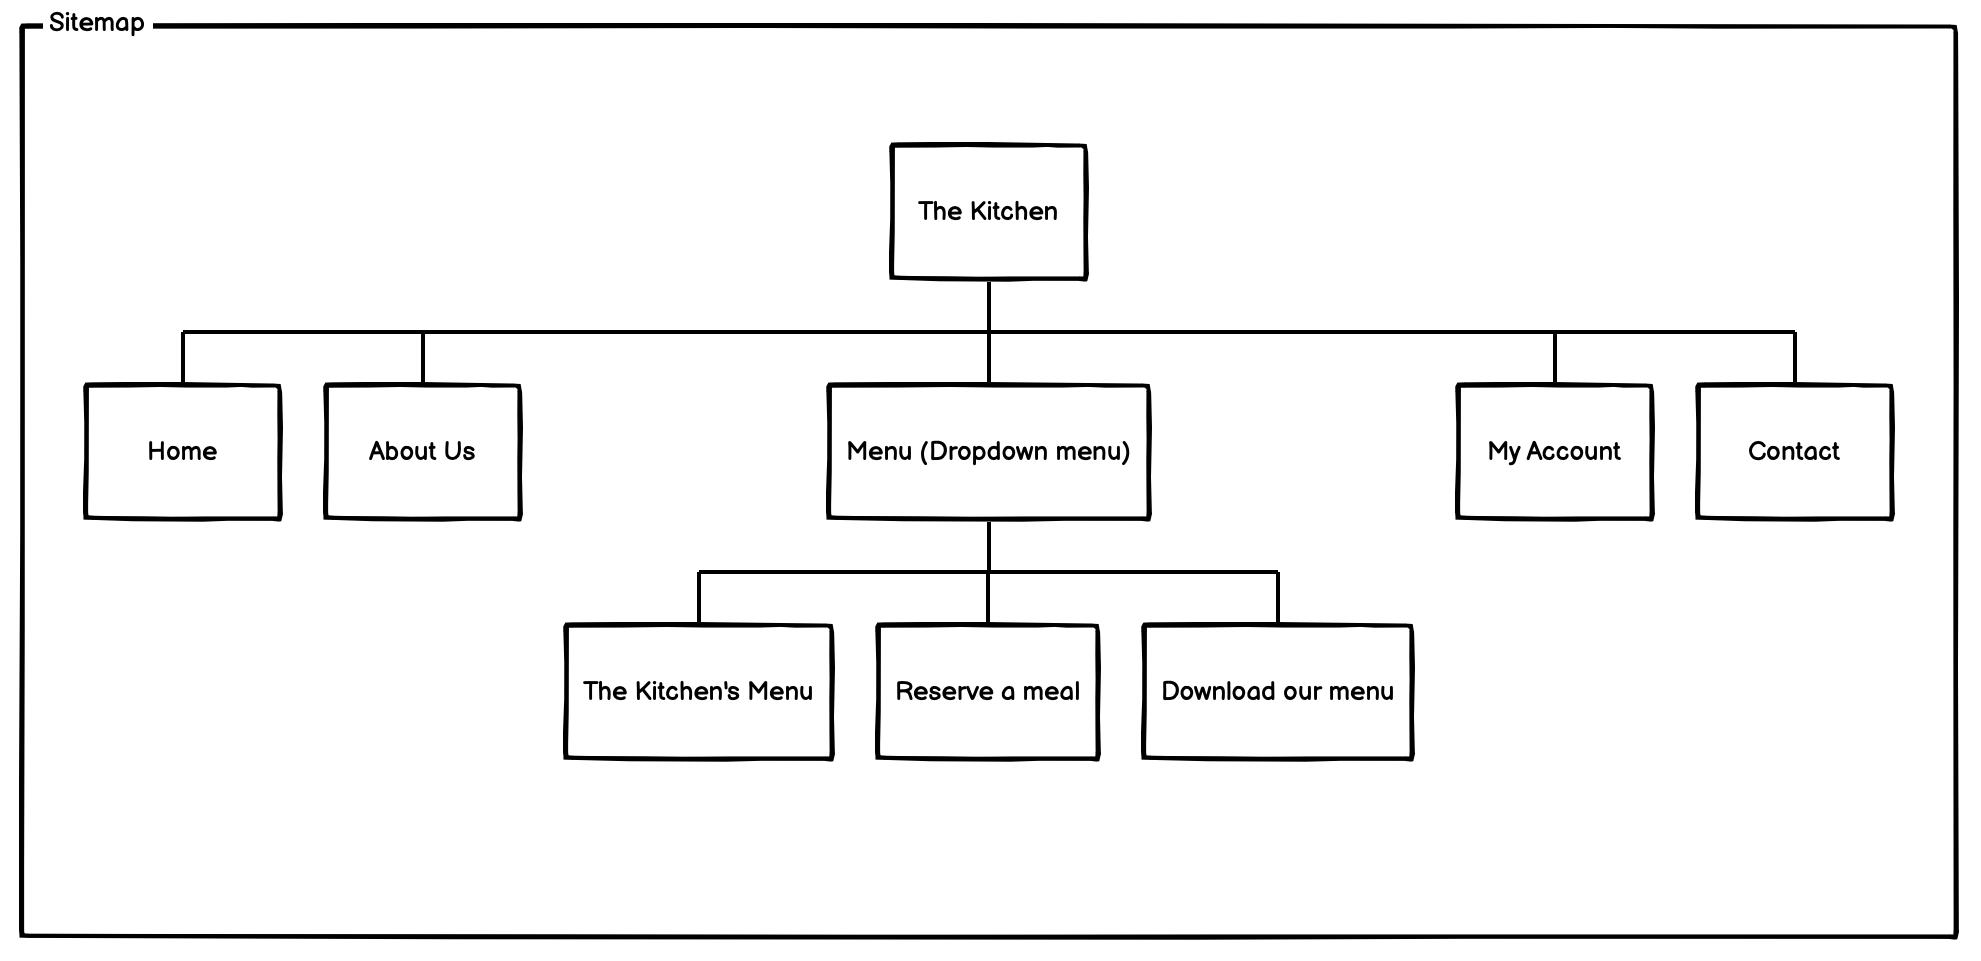 Sitemap
The Kitchen
Home
About Us
Menu (Dropdown menu)
My Account
Contact
The Kitchen's Menu
Reserve a meal
Download our menu